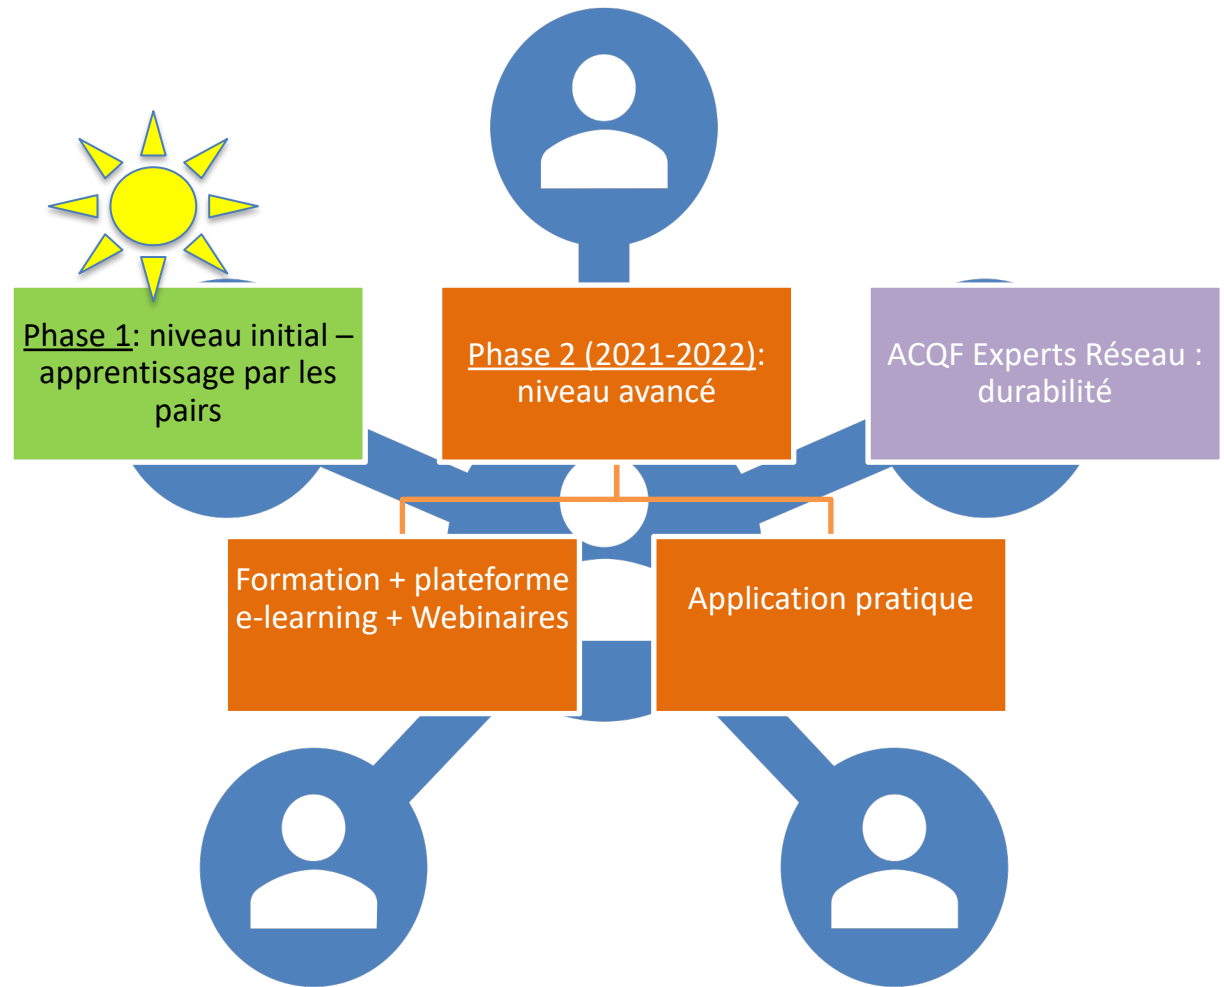 Phase 1: niveau initial –
apprentissage par les
pairs
Phase 2 (2021-2022):
niveau avancé
ACQF Experts Réseau :
durabilité
Formation + plateforme
e-learning + Webinaires
Application pratique